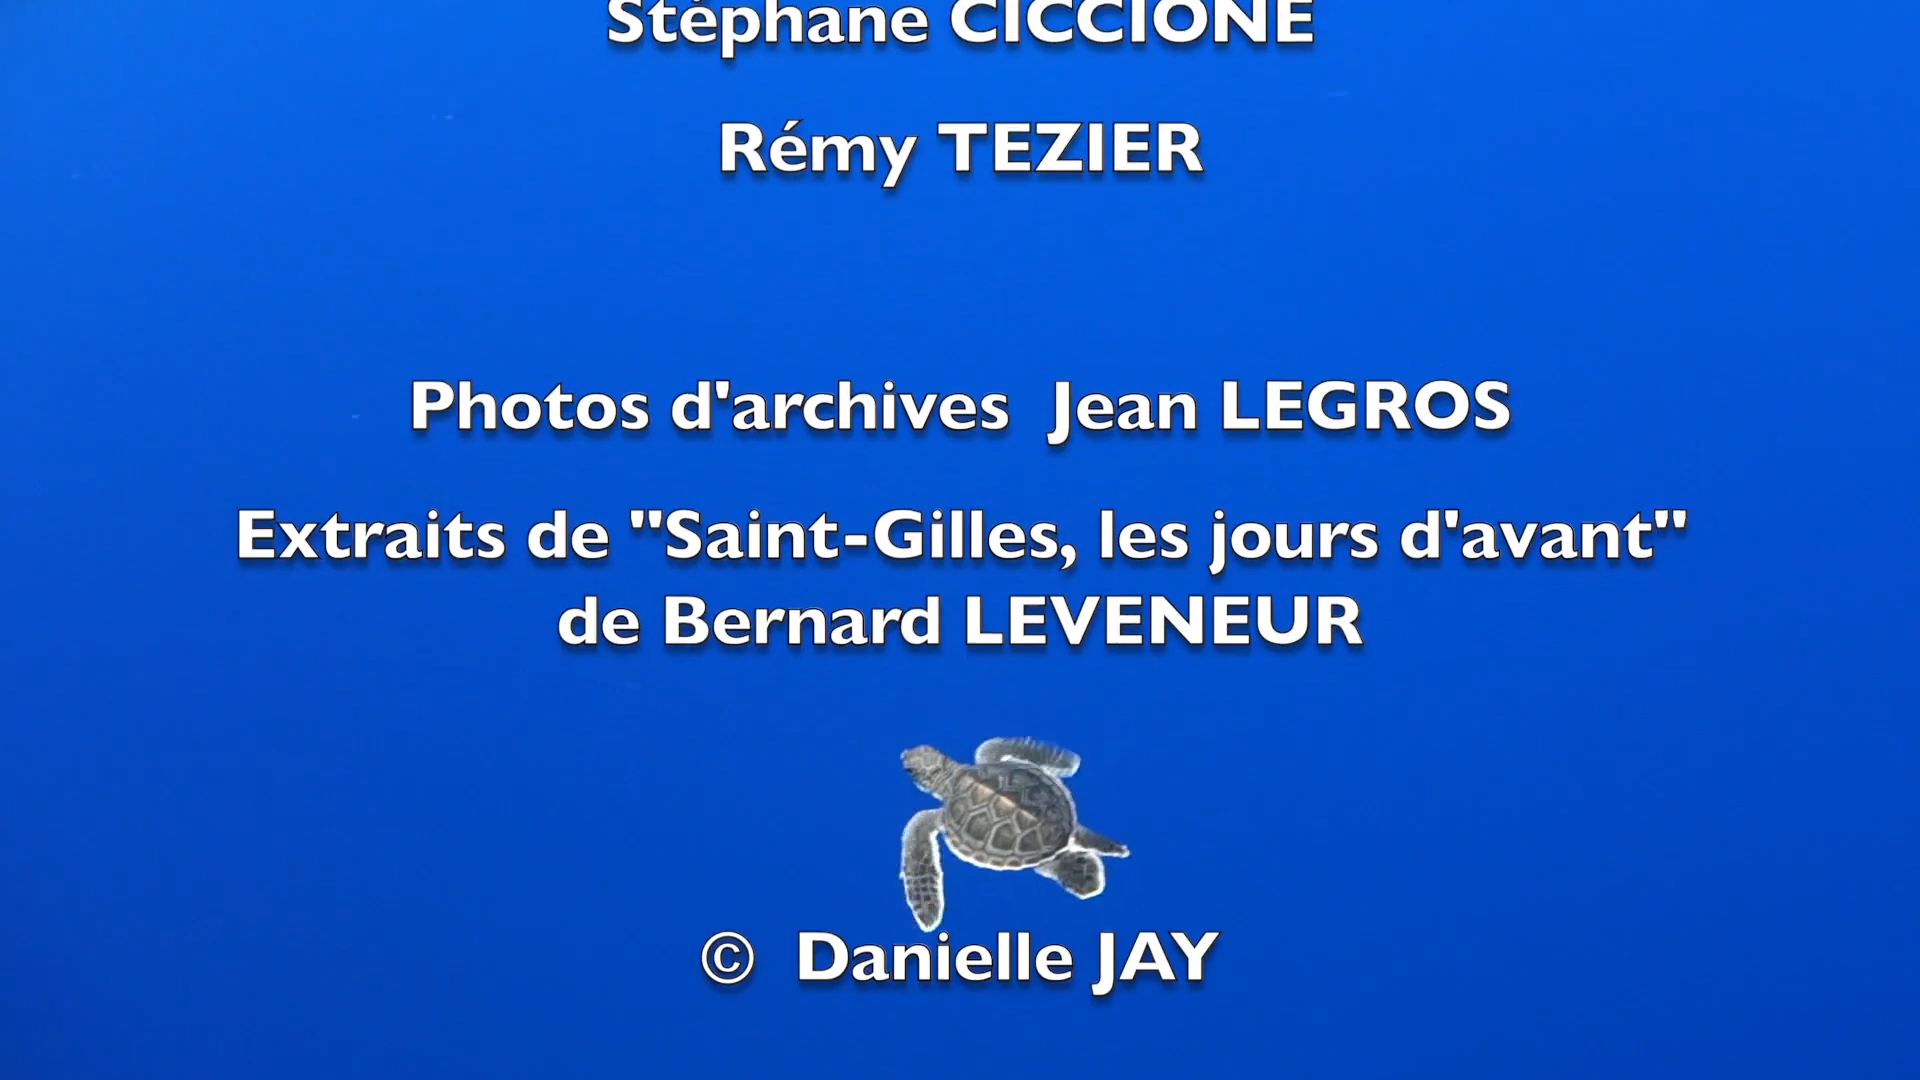 Stéphane CICCIONE
Rémy TEZIER
Photos d'archives  Jean LEGROS
Extraits de "Saint-Gilles, les jours d'avant"
de Bernard LEVENEUR
©  Danielle JAY